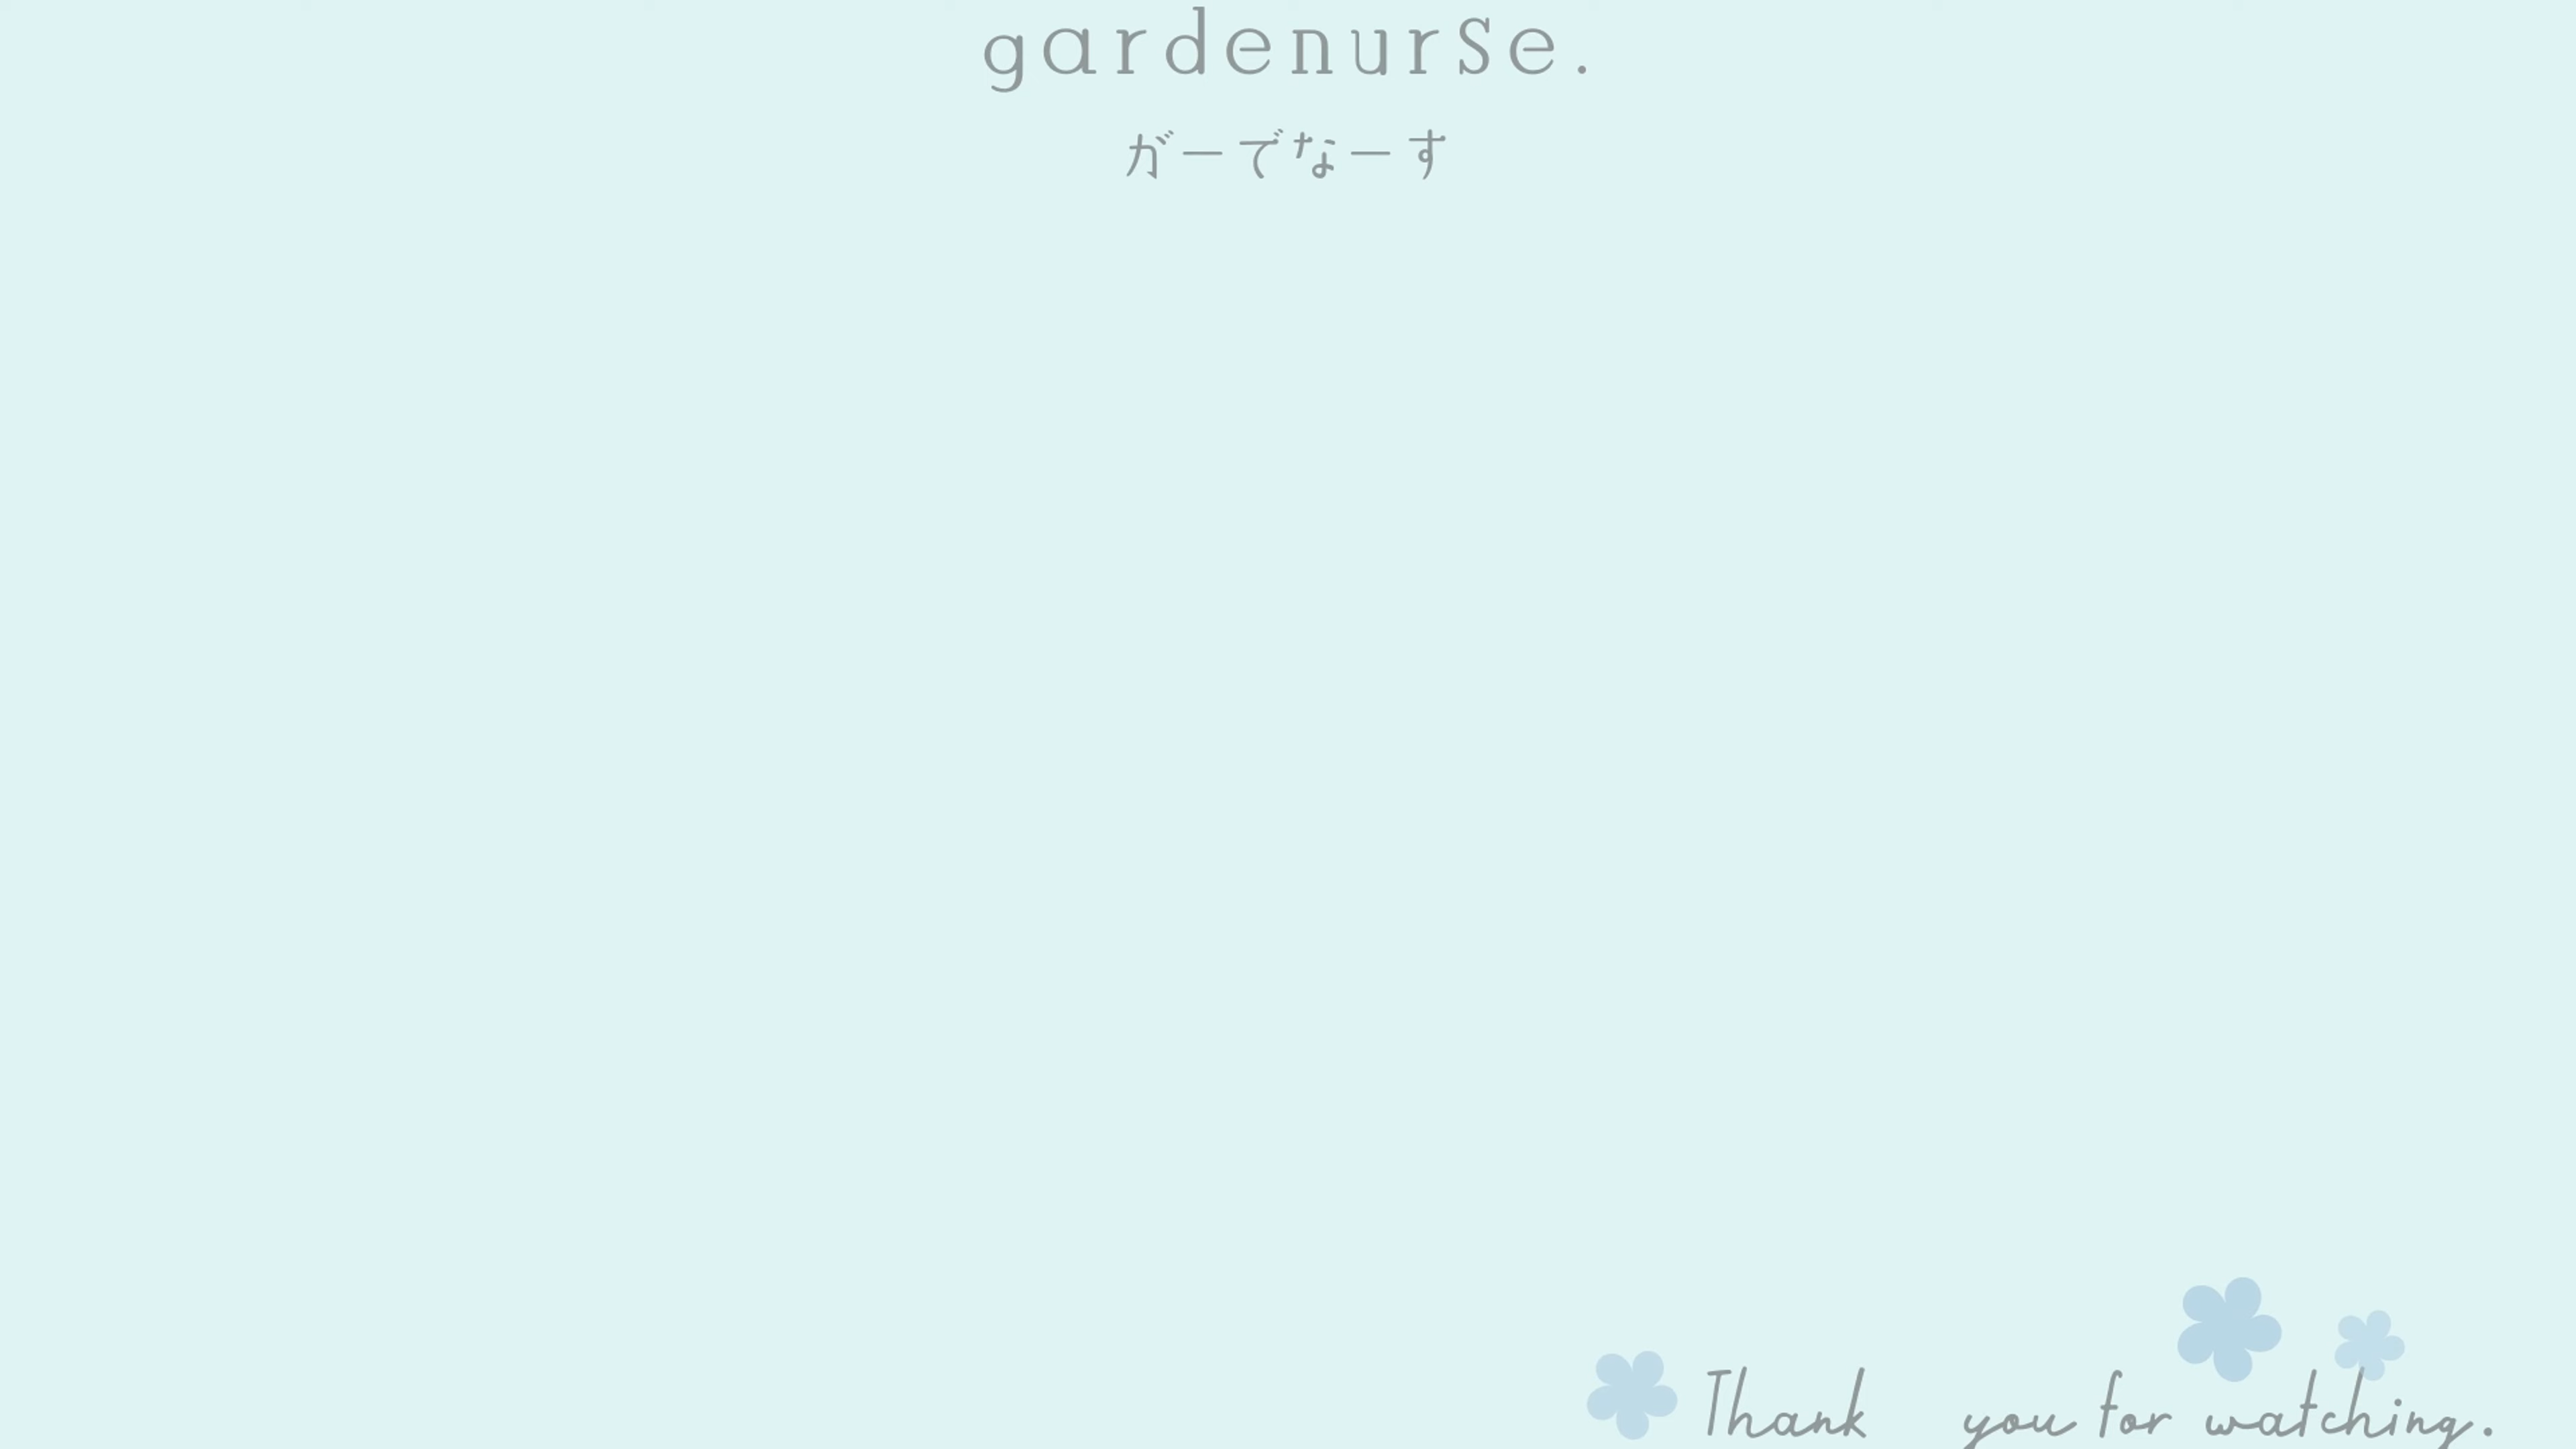 gardenurse.
がーでなーす
Thank you for watching.